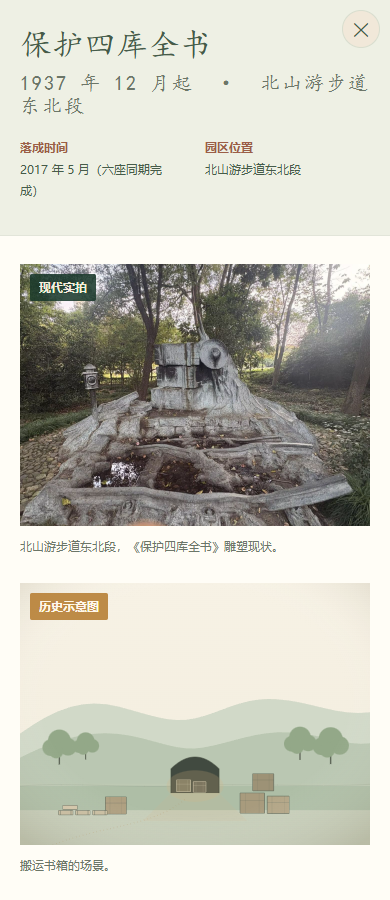 保护四库全书
1937 年 12 月起 • 北山游步道
东北段
落成时间
2017 年 5 月（六座同期完
成）
园区位置
北山游步道东北段
现代实拍
北山游步道东北段，《保护四库全书》雕塑现状。
历史示意图
搬运书箱的场景。